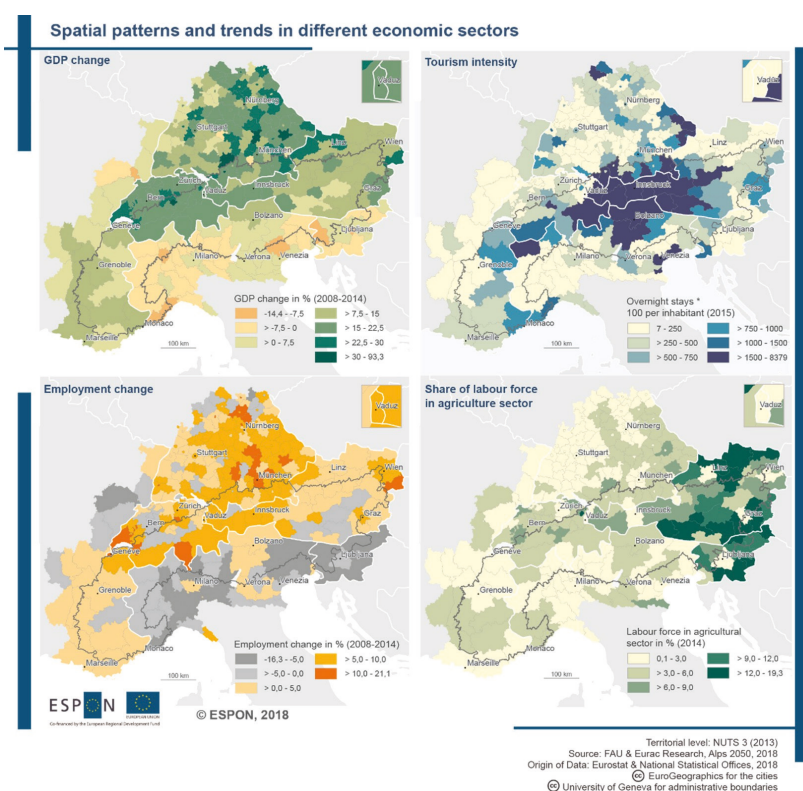 Spatial patterns and trends in different economic sectors
GDP change
Vaduz
Nürnberg
Stuttgart
München
Linz
Wien
Zürich
Bern
Vaduz
Innsbruck
Graz
Genève
Bolzano
Ljubljana
Grenoble
Milano
Verona
Venezia
Marseille
Monaco
GDP change in % (2008-2014)
-14,4 - -7,5
> -7,5 - 0
> 0 - 7,5
> 7,5 - 15
> 15 - 22,5
> 22,5 - 30
> 30 - 93,3
100 km
Tourism intensity
Vaduz
Nürnberg
Stuttgart
München
Linz
Wien
Zürich
Bern
Vaduz
Innsbruck
Graz
Genève
Bolzano
Ljubljana
Grenoble
Milano
Verona
Venezia
Marseille
Monaco
Overnight stays *
100 per inhabitant (2015)
7 - 250
> 250 - 500
> 500 - 750
> 750 - 1000
> 1000 - 1500
> 1500 - 8379
100 km
Employment change
Vaduz
Nürnberg
Stuttgart
München
Linz
Wien
Zürich
Bern
Vaduz
Innsbruck
Graz
Genève
Bolzano
Ljubljana
Grenoble
Milano
Verona
Venezia
Marseille
Monaco
Employment change in % (2008-2014)
-16,3 - -5,0
> -5,0 - 0,0
> 0,0 - 5,0
> 5,0 - 10,0
> 10,0 - 21,1
100 km
Share of labour force
in agriculture sector
Vaduz
Nürnberg
Stuttgart
München
Linz
Wien
Zürich
Bern
Vaduz
Innsbruck
Graz
Genève
Bolzano
Ljubljana
Grenoble
Milano
Verona
Venezia
Marseille
Monaco
Labour force in agricultural
sector in % (2014)
0,1 - 3,0
> 3,0 - 6,0
> 6,0 - 9,0
> 9,0 - 12,0
> 12,0 - 19,3
100 km
ESPON
EUROPEAN UNION
Co-financed by the European Regional Development Fund
© ESPON, 2018
Territorial level: NUTS 3 (2013)
Source: FAU & Eurac Research, Alps 2050, 2018
Origin of Data: Eurostat & National Statistical Offices, 2018
cc EuroGeographics for the cities
cc University of Geneva for administrative boundaries